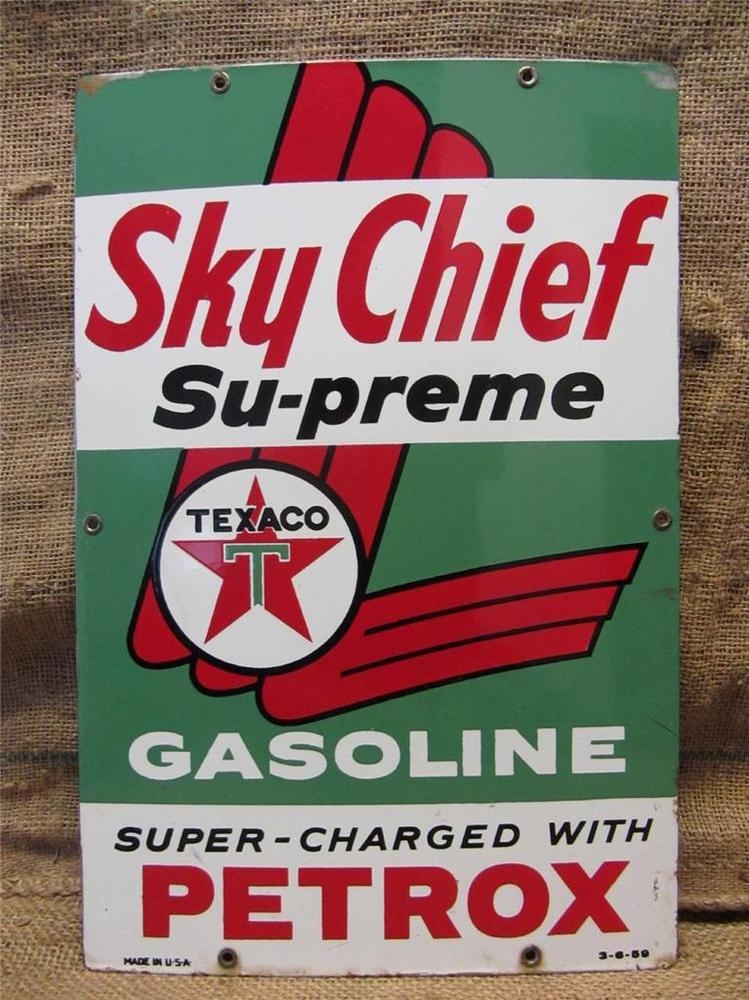 Sky Chief
Su-preme
TEXACO
T
GASOLINE
SUPER-CHARGED WITH
PETROX
MADE IN U·S·A 3-6-59